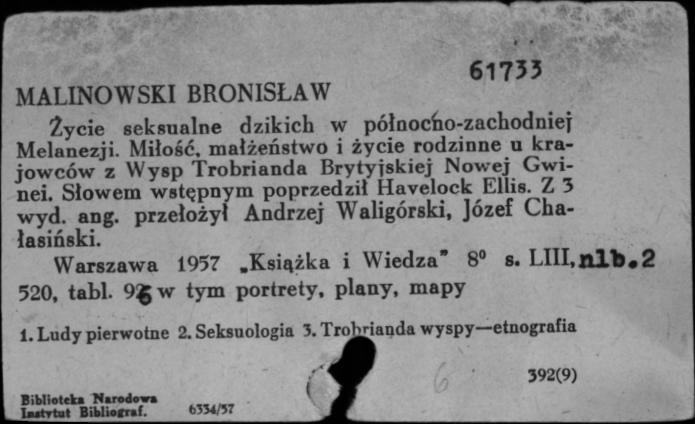 61733
MALINOWSKI BRONISŁAW
Życie seksualne dzikich w północno-zachodniej
Melanezji. Miłość, małżeństwo i życie rodzinne u kra-
jowców z Wysp Trobrianda Brytyjskiej Nowej Gwi-
nei. Słowem wstępnym poprzedził Havelock Ellis. Z 3
wyd. ang. przełożył Andrzej Waligórski, Józef Cha-
łasiński.
Warszawa 1957 „Książka i Wiedza" 8⁰ s. LIII, nlb. 2
520, tabl. 96 w tym portrety, plany, mapy
1. Ludy pierwotne 2. Seksuologia 3. Trobrianda wyspy—etnografia
6 392(9)
Biblioteka Narodowa
Instytut Bibliograf. 6334/57